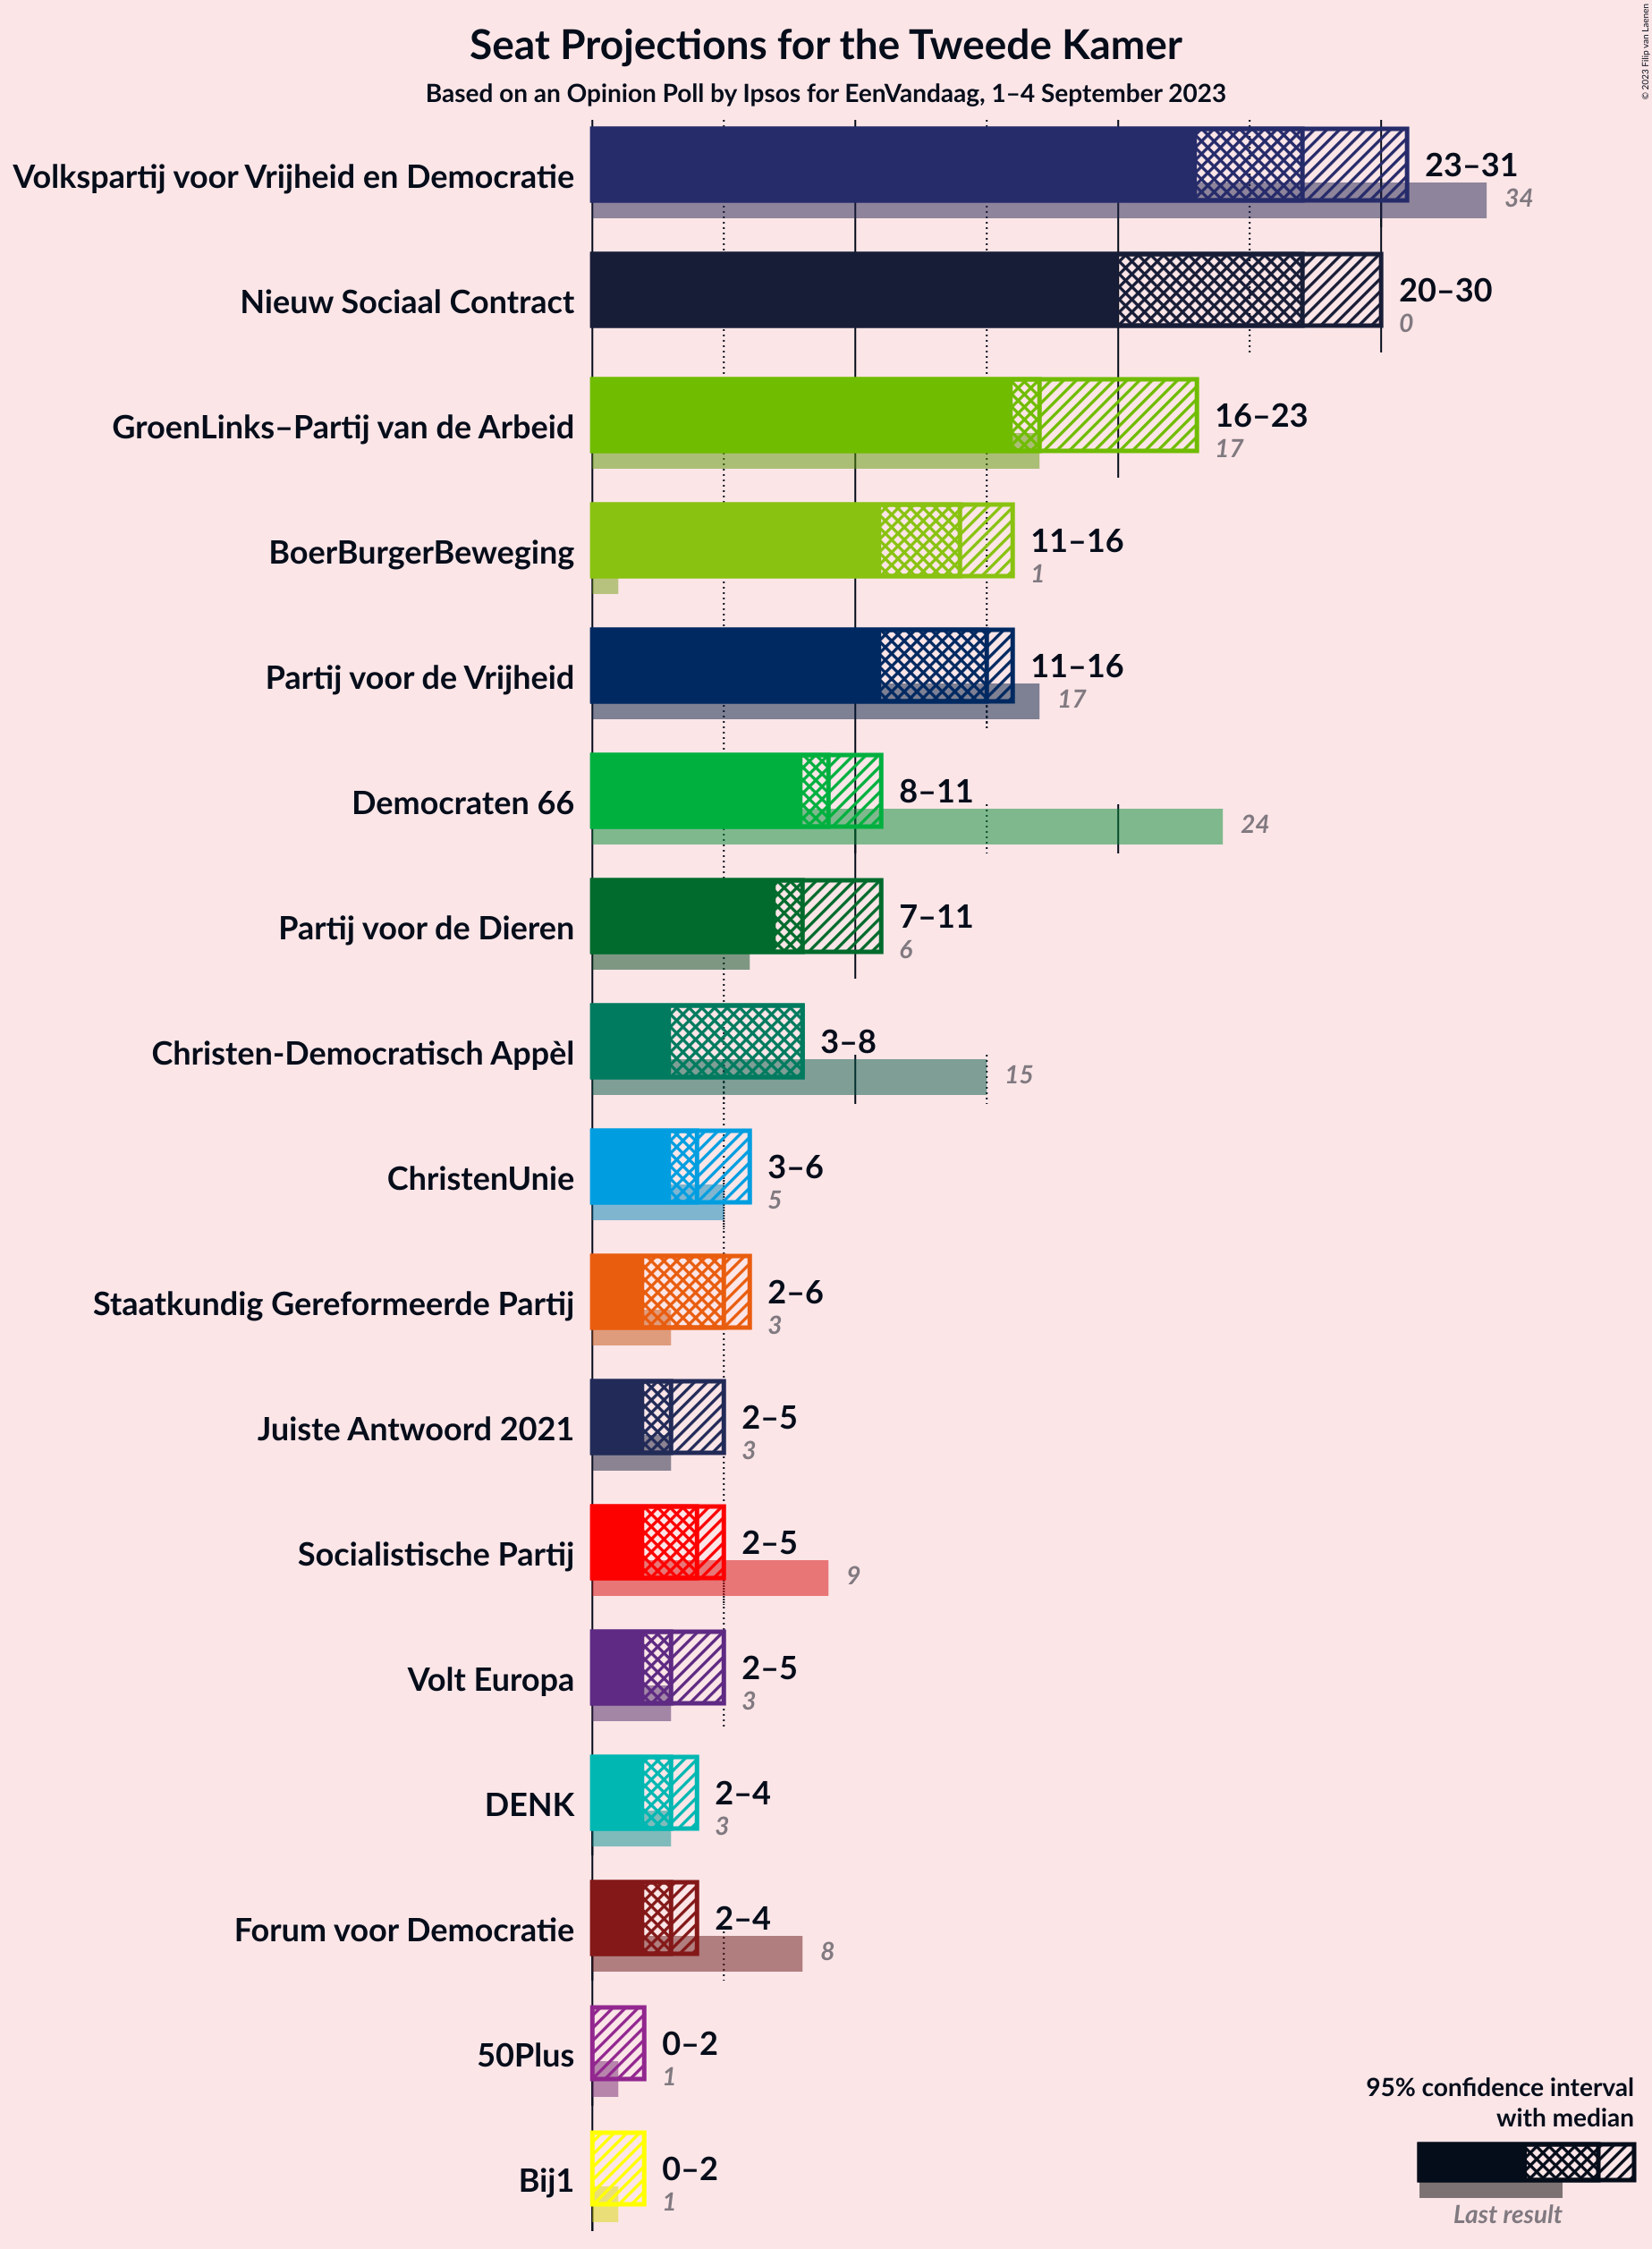 © 2023 Filip van Laenen
Seat Projections for the Tweede Kamer
Based on an Opinion Poll by Ipsos for EenVandaag, 1–4 September 2023
Volkspartij voor Vrijheid en Democratie
23–31
34
Nieuw Sociaal Contract
20–30
0
GroenLinks–Partij van de Arbeid
16–23
17
BoerBurgerBeweging
11–16
1
Partij voor de Vrijheid
11–16
17
Democraten 66
8–11
24
Partij voor de Dieren
7–11
6
Christen-Democratisch Appèl
3–8
15
ChristenUnie
3–6
5
Staatkundig Gereformeerde Partij
2–6
3
Juiste Antwoord 2021
2–5
3
Socialistische Partij
2–5
9
Volt Europa
2–5
3
DENK
2–4
3
Forum voor Democratie
2–4
8
50Plus
0–2
1
Bij1
0–2
1
95% confidence interval
with median
Last result